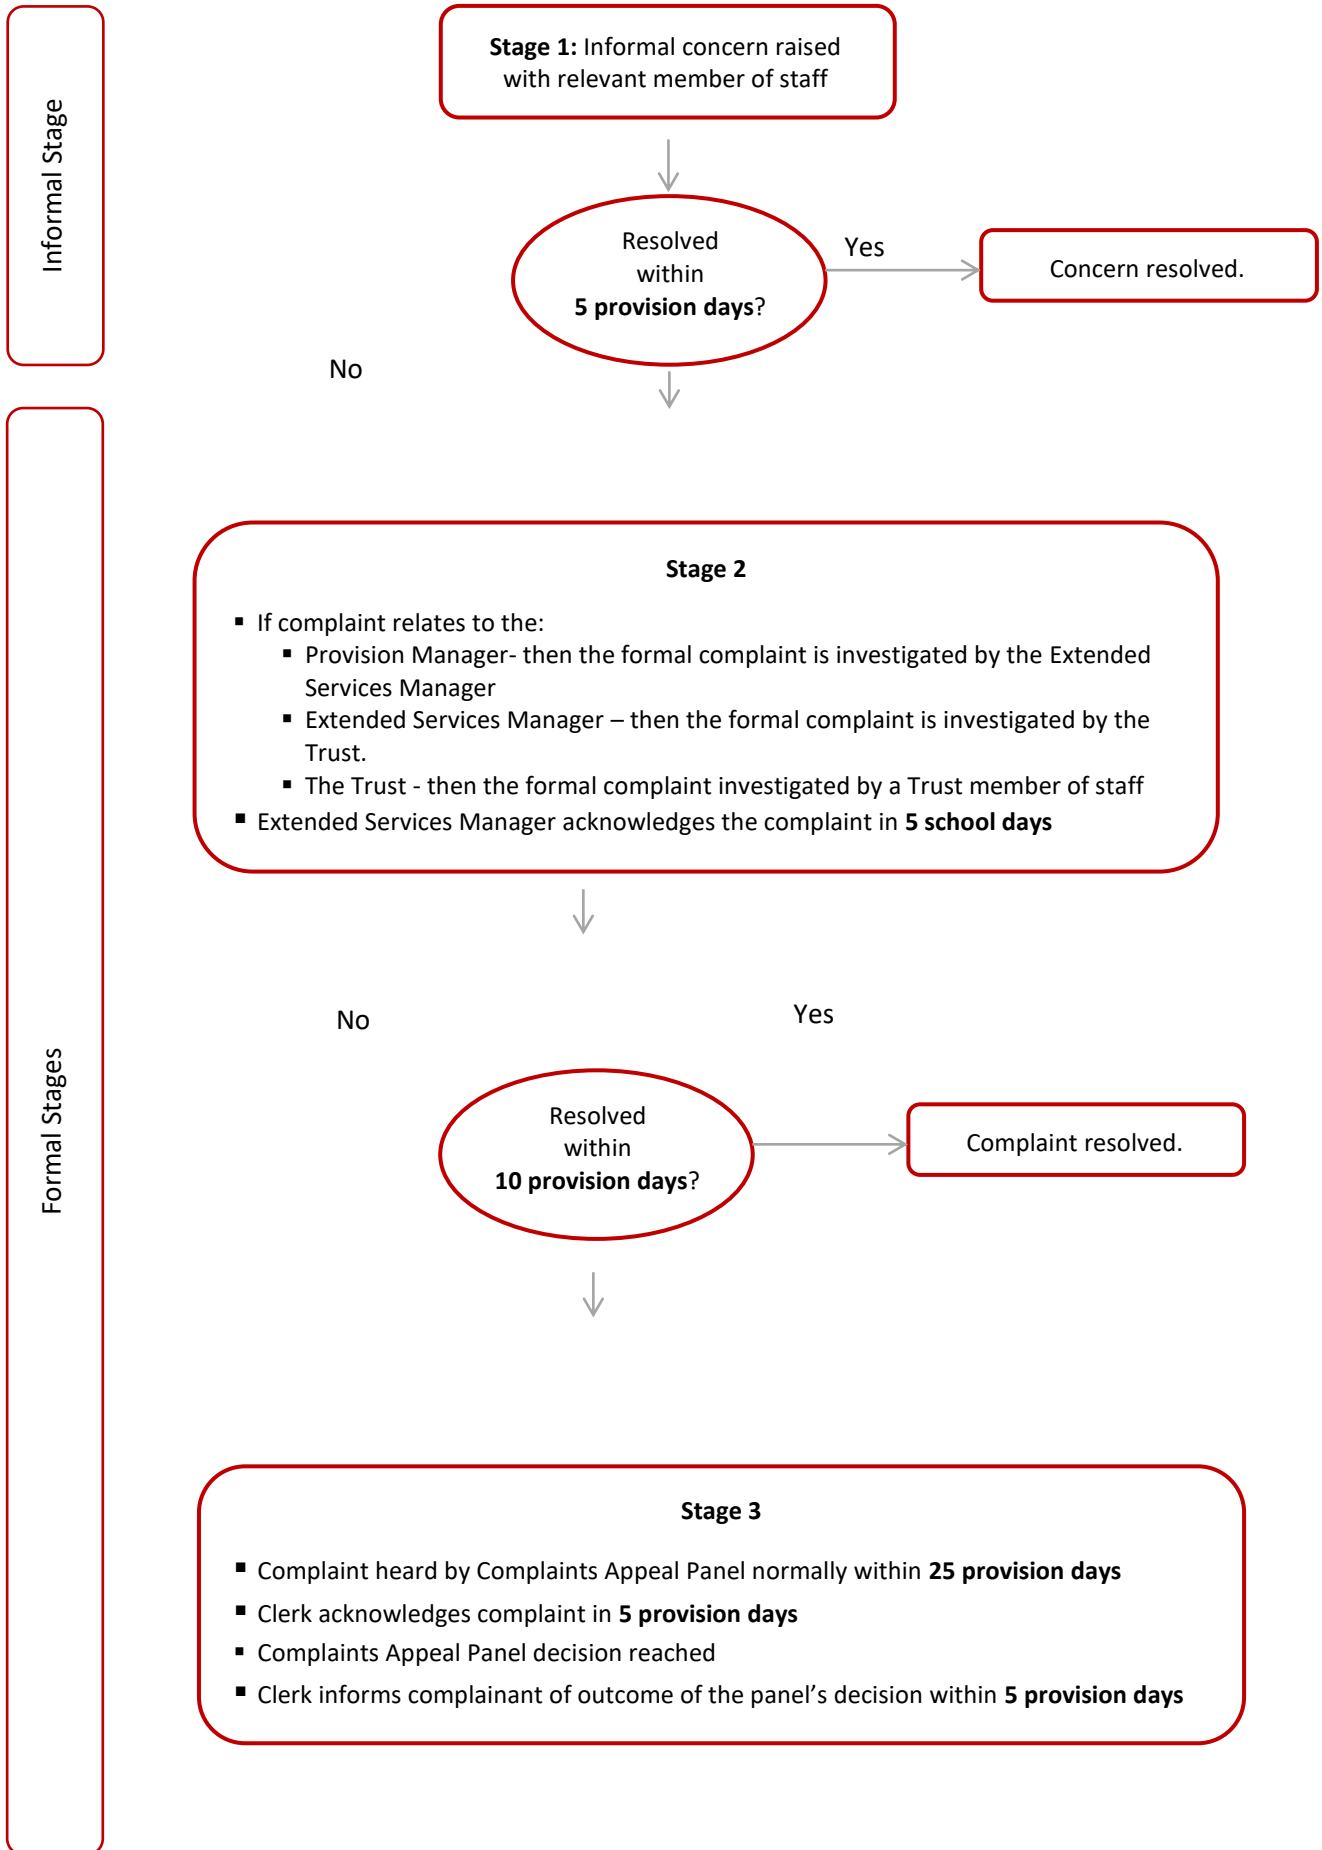 Informal Stage
Stage 1: Informal concern raised
with relevant member of staff
Resolved
within
5 provision days?
Yes
Concern resolved.
No
Formal Stages
Stage 2
▪ If complaint relates to the:
▪ Provision Manager- then the formal complaint is investigated by the Extended
Services Manager
▪ Extended Services Manager – then the formal complaint is investigated by the
Trust.
▪ The Trust - then the formal complaint investigated by a Trust member of staff
▪ Extended Services Manager acknowledges the complaint in 5 school days
No
Yes
Resolved
within
10 provision days?
Complaint resolved.
Stage 3
▪ Complaint heard by Complaints Appeal Panel normally within 25 provision days
▪ Clerk acknowledges complaint in 5 provision days
▪ Complaints Appeal Panel decision reached
▪ Clerk informs complainant of outcome of the panel’s decision within 5 provision days